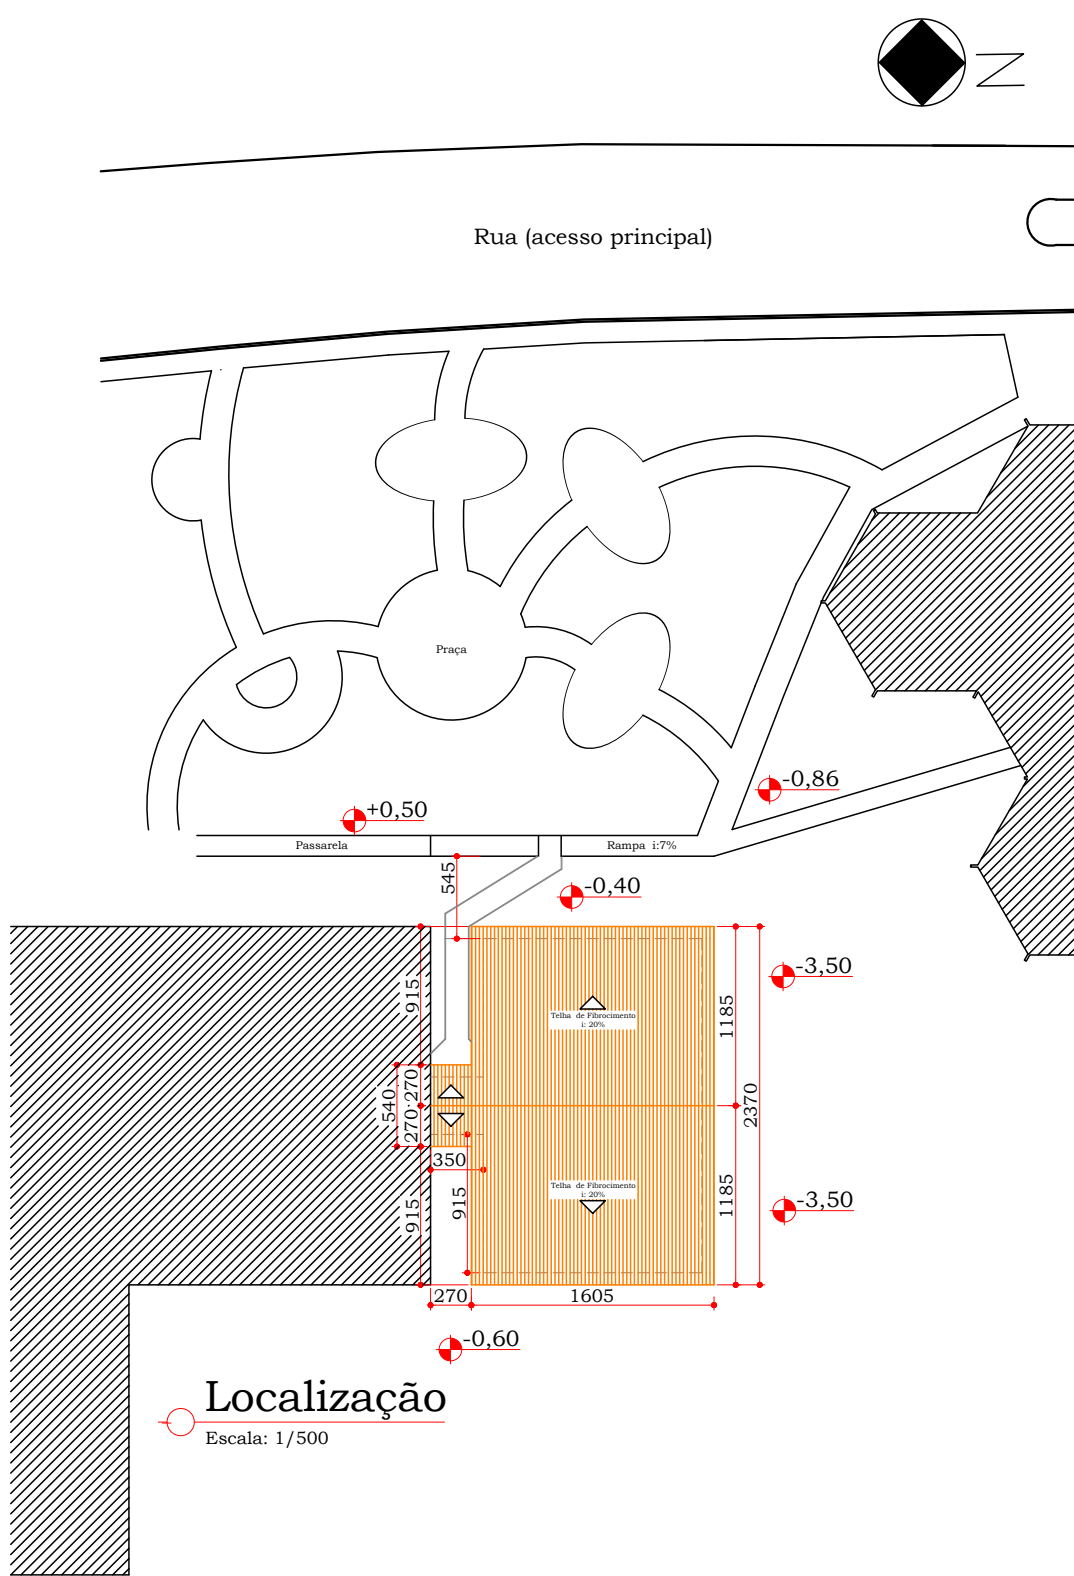 N
Rua (acesso principal)
Praça
-0,86
+0,50
Passarela
Rampa i:7%
545
-0,40
-3,50
915
1185
Telha de Fibrocimento
i: 20%
540
270
270
2370
350
915
915
Telha de Fibrocimento
i: 20%
1185
-3,50
270
1605
-0,60
Localização
Escala: 1/500